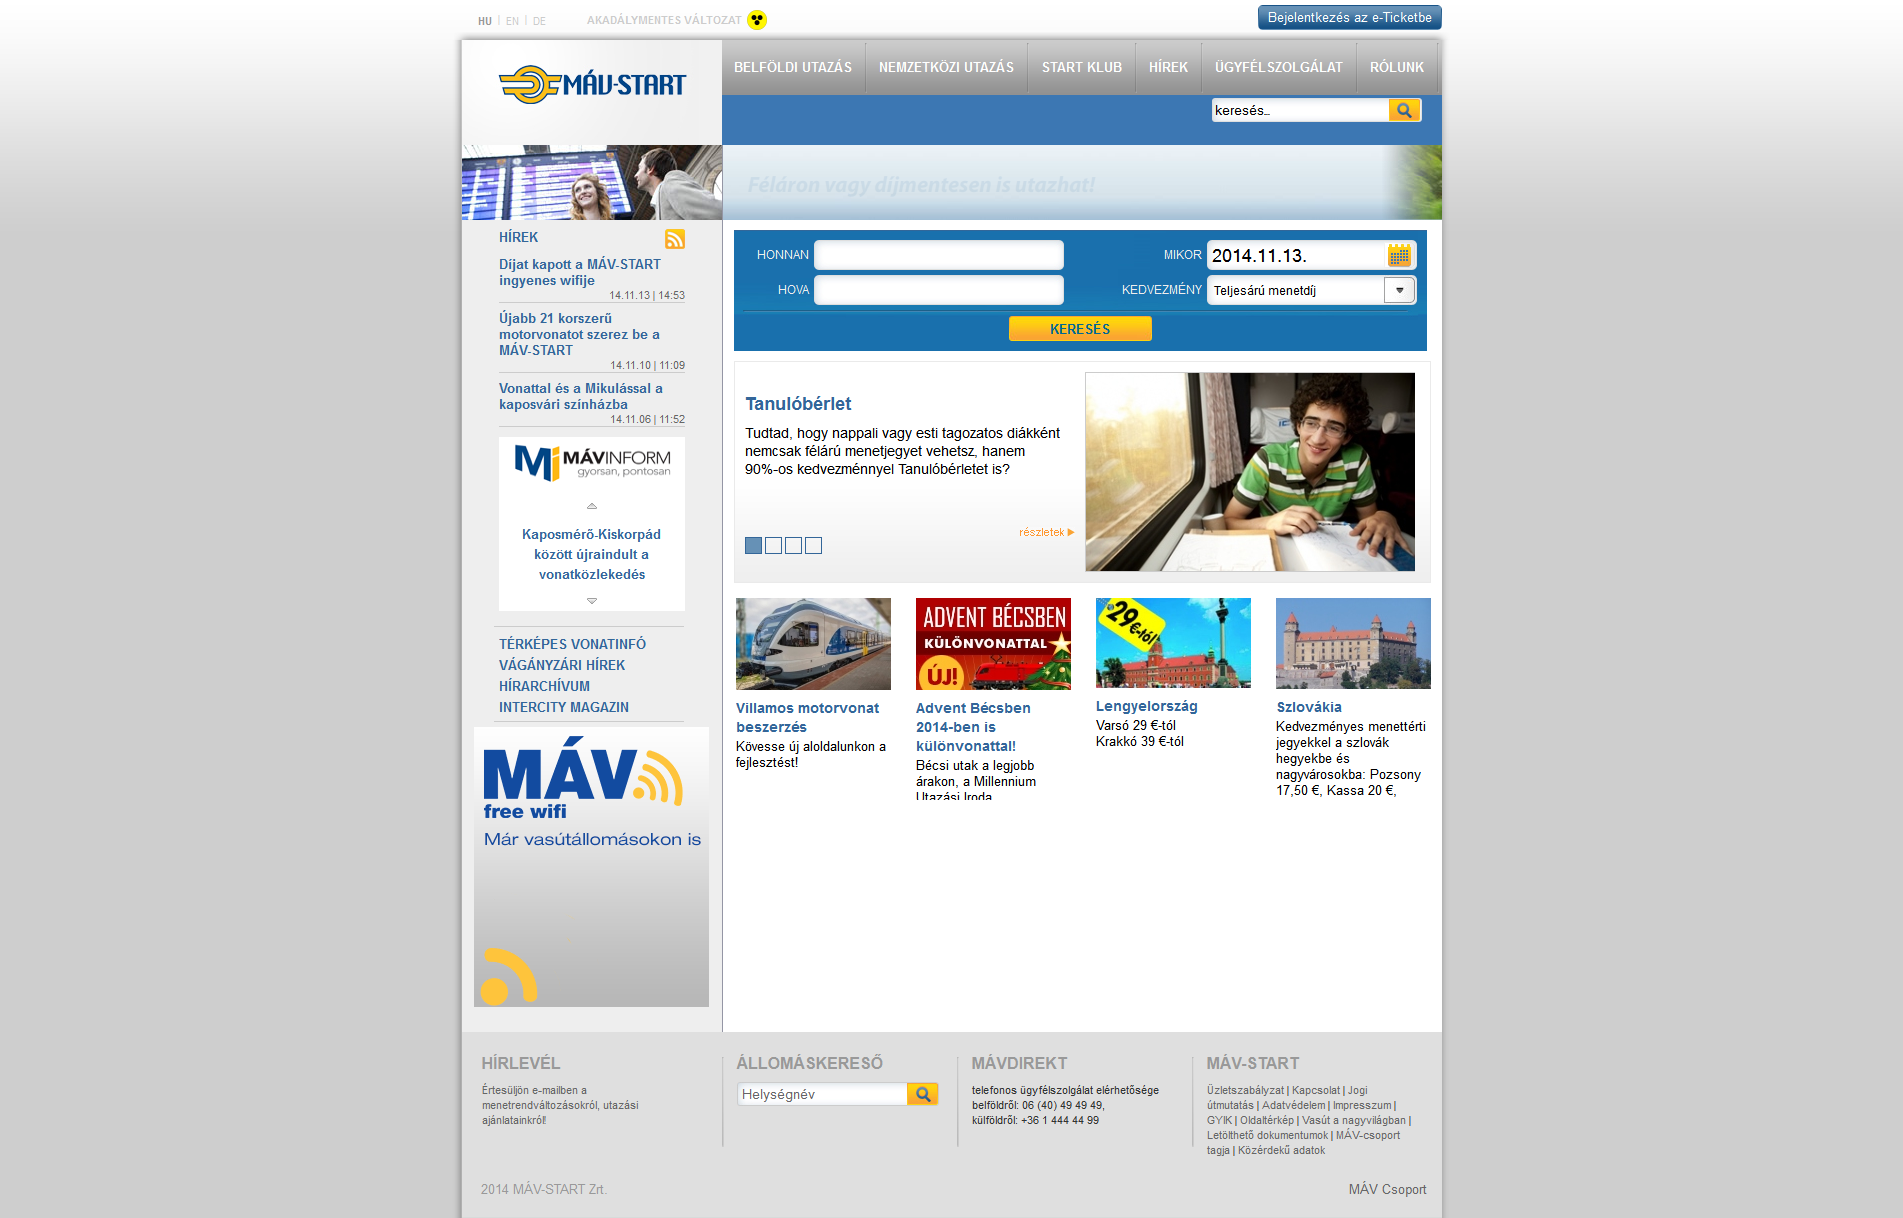 HU | EN | DE
AKADÁLYMENTES VÁLTOZAT
Bejelentkezés az e-Ticketbe
MÁV-START
BELFÖLDI UTAZÁS
NEMZETKÖZI UTAZÁS
START KLUB
HÍREK
ÜGYFÉLSZOLGÁLAT
RÓLUNK
keresés...
Féláron vagy díjmentesen is utazhat!
HÍREK
Díjat kapott a MÁV-START
ingyenes wifije
14.11.13 | 14:53
Újabb 21 korszerű
motorvonatot szerez be a
MÁV-START
14.11.10 | 11:09
Vonattal és a Mikulással a
kaposvári színházba
14.11.06 | 11:52
MÁVINFORM
gyorsan, pontosan
Kaposmérő-Kiskorpád
között újraindult a
vonatközlekedés
TÉRKÉPES VONATINFÓ
VÁGÁNYZÁRI HÍREK
HÍRARCHÍVUM
INTERCITY MAGAZIN
MÁV
free wifi
Már vasútállomásokon is
HONNAN
MIKOR
2014.11.13.
HOVA
KEDVEZMÉNY
Teljesárú menetdíj
KERESÉS
Tanulóbérlet
Tudtad, hogy nappali vagy esti tagozatos diákként
nemcsak félárú menetjegyet vehetsz, hanem
90%-os kedvezménnyel Tanulóbérletet is?
részletek
Villamos motorvonat
beszerzés
Kövesse új aloldalunkon a
fejlesztést!
ADVENT BÉCSBEN
KÜLÖNVONATTAL
ÚJ!
Advent Bécsben
2014-ben is
különvonattal!
Bécsi utak a legjobb
árakon, a Millennium
Utazási Iroda
29 €-tól
Lengyelország
Varsó 29 €-tól
Krakkó 39 €-tól
Szlovákia
Kedvezményes menettérti
jegyekkel a szlovák
hegyekbe és
nagyvárosokba: Pozsony
17,50 €, Kassa 20 €,
HÍRLEVÉL
Értesüljön e-mailben a
menetrendváltozásokról, utazási
ajánlatainkról!
ÁLLOMÁSKERESŐ
Helységnév
MÁVDIREKT
telefonos ügyfélszolgálat elérhetősége
belföldről: 06 (40) 49 49 49,
külföldről: +36 1 444 44 99
MÁV-START
Üzletszabályzat | Kapcsolat | Jogi
útmutatás | Adatvédelem | Impresszum |
GYIK | Oldaltérkép | Vasút a nagyvilágban |
Letölthető dokumentumok | MÁV-csoport
tagja | Közérdekű adatok
2014 MÁV-START Zrt.
MÁV Csoport